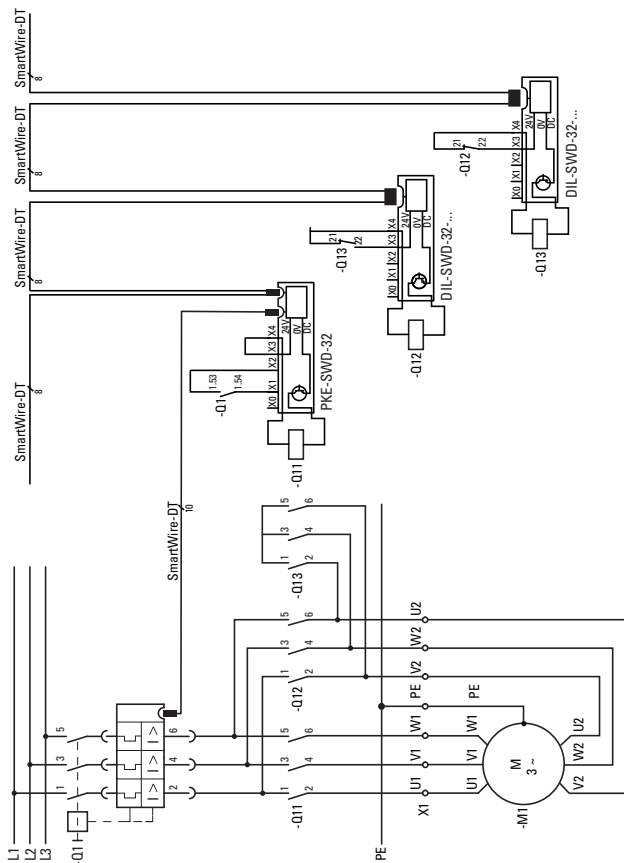 SmartWire-DT
8
SmartWire-DT
8
SmartWire-DT
8
SmartWire-DT
8
-Q12
21
22
X4
X3
X2
X1
X0
24V
0V
DC
DIL-SWD-32-...
-Q13
-Q13
21
22
X4
X3
X2
X1
X0
24V
0V
DC
DIL-SWD-32-...
-Q12
-Q1
1.53
1.54
X4
X3
X2
X1
X0
24V
0V
DC
PKE-SWD-32
-Q11
SmartWire-DT
10
L1
L2
L3
-Q1
1
3
5
I>
I>
I>
2
4
6
-Q11
1
3
5
2
4
6
-Q12
1
3
5
2
4
6
-Q13
1
3
5
2
4
6
PE
X1
U1
V1
W1
PE
V2
W2
U2
U1
V1
W1
PE
-M1
M
3 ~
V2
W2
U2